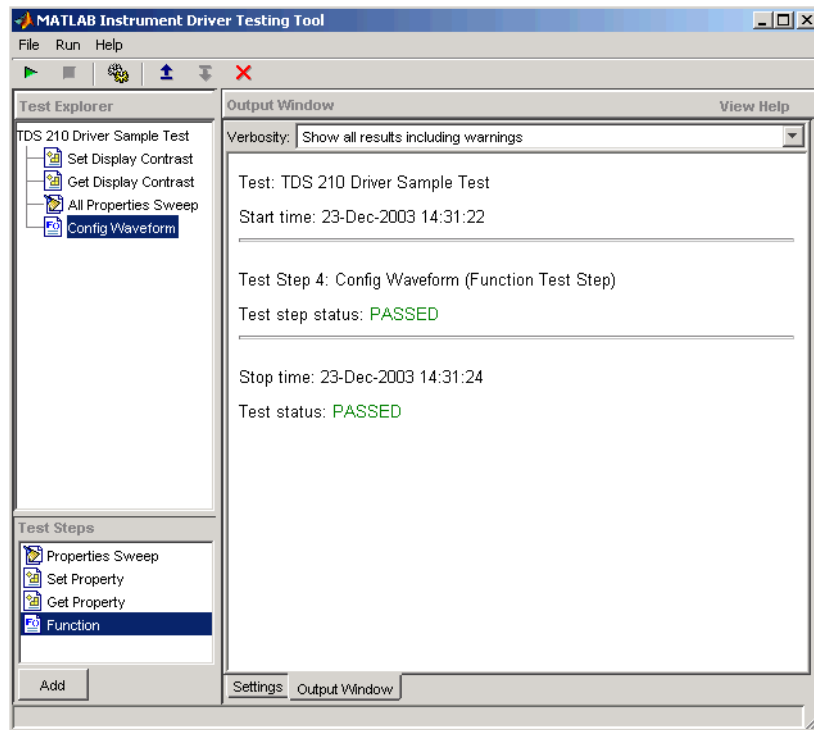 MATLAB Instrument Driver Testing Tool
File Run Help
Test Explorer
TDS 210 Driver Sample Test
Set Display Contrast
Get Display Contrast
All Properties Sweep
Config Waveform
Test Steps
Properties Sweep
Set Property
Get Property
Function
Add
Output Window View Help
Verbosity: Show all results including warnings
Test: TDS 210 Driver Sample Test
Start time: 23-Dec-2003 14:31:22
Test Step 4: Config Waveform (Function Test Step)
Test step status: PASSED
Stop time: 23-Dec-2003 14:31:24
Test status: PASSED
Settings Output Window